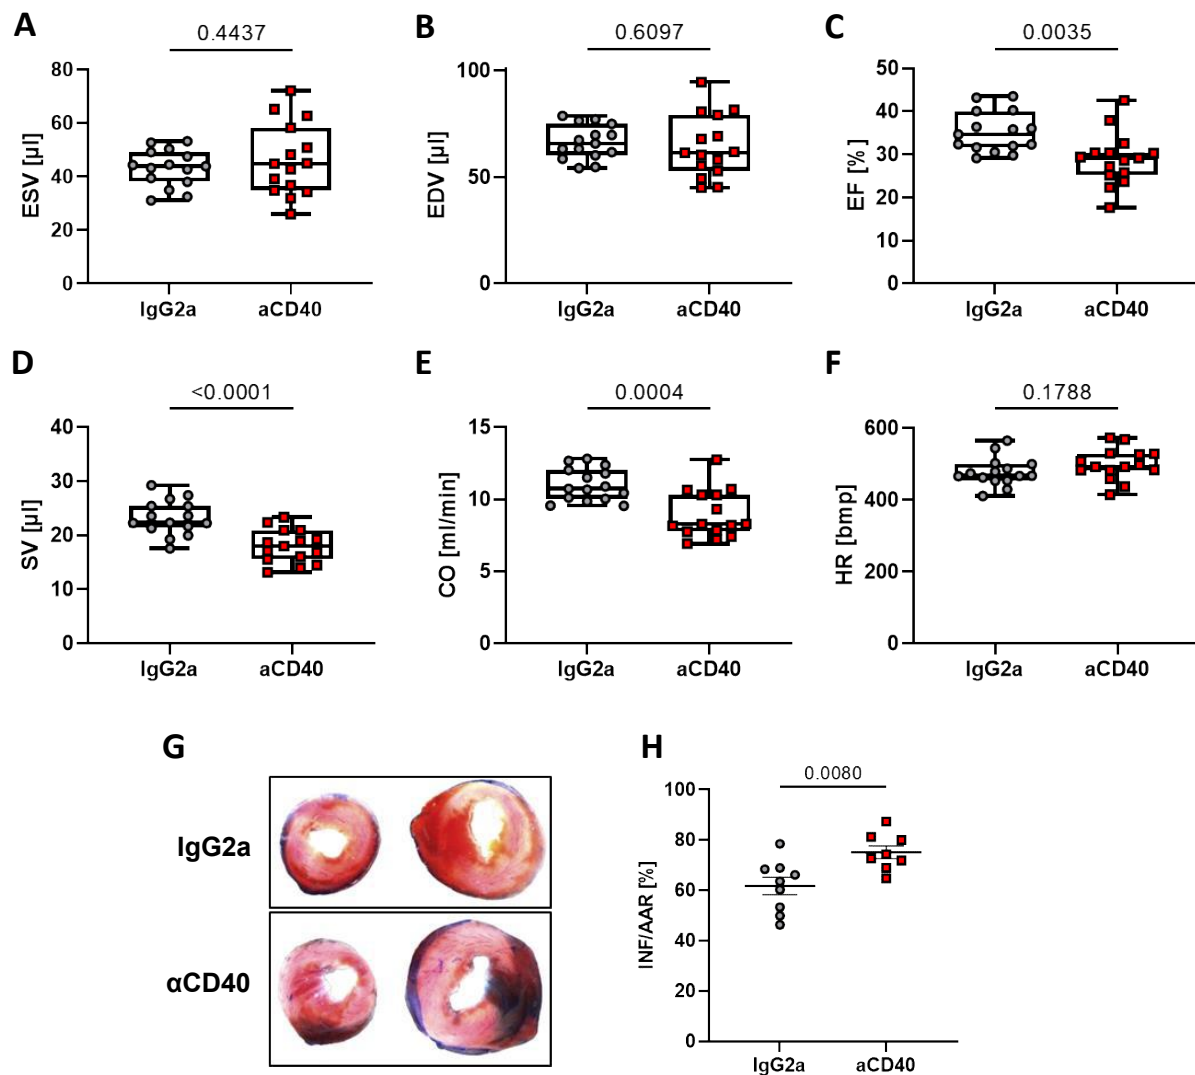 A
0.4437
ESV [µl]
80
60
40
20
0
IgG2a
aCD40
B
0.6097
EDV [µl]
100
50
0
IgG2a
aCD40
C
0.0035
EF [%]
50
40
30
20
10
0
IgG2a
aCD40
D
<0.0001
SV [µl]
40
30
20
10
0
IgG2a
aCD40
E
0.0004
CO [ml/min]
15
10
5
0
IgG2a
aCD40
F
0.1788
HR [bmp]
600
400
200
0
IgG2a
aCD40
G
IgG2a
αCD40
H
0.0080
INF/AAR [%]
100
80
60
40
20
0
IgG2a
aCD40